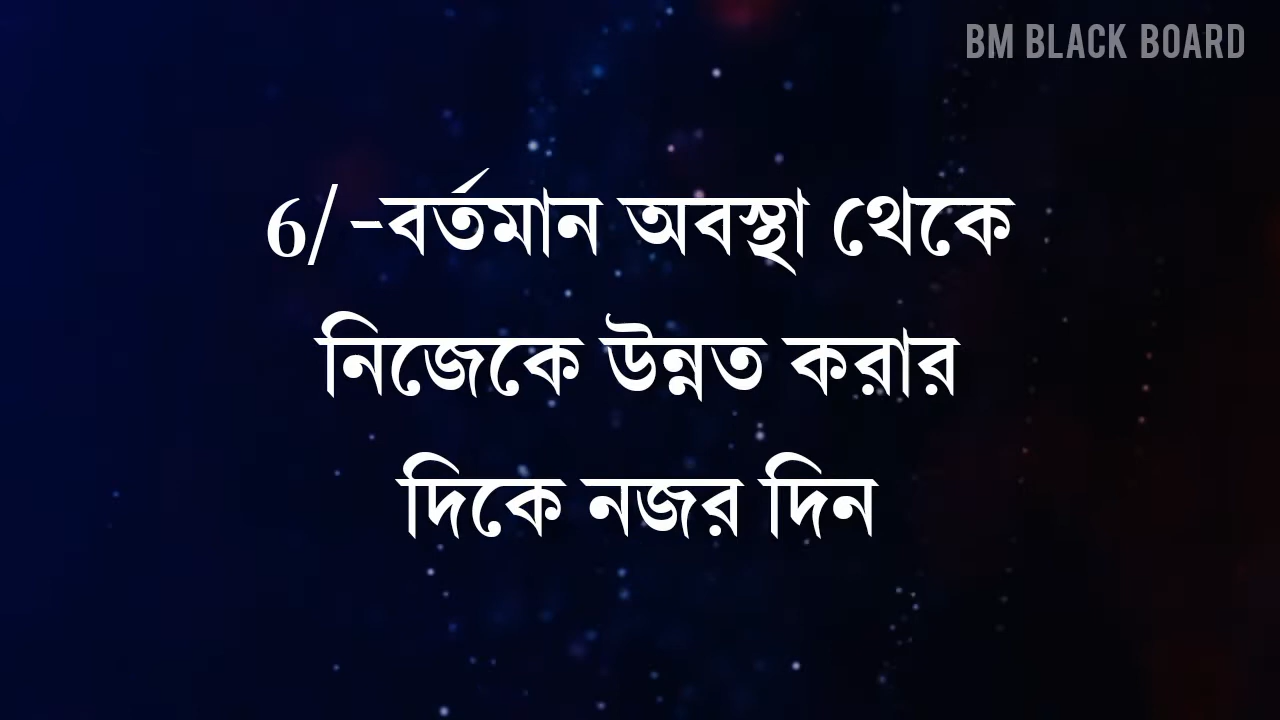 BM BLACK BOARD
6/ -বর্তমান অবস্থা থেকে
নিজেকে উন্নত করার
দিকে নজর দিন